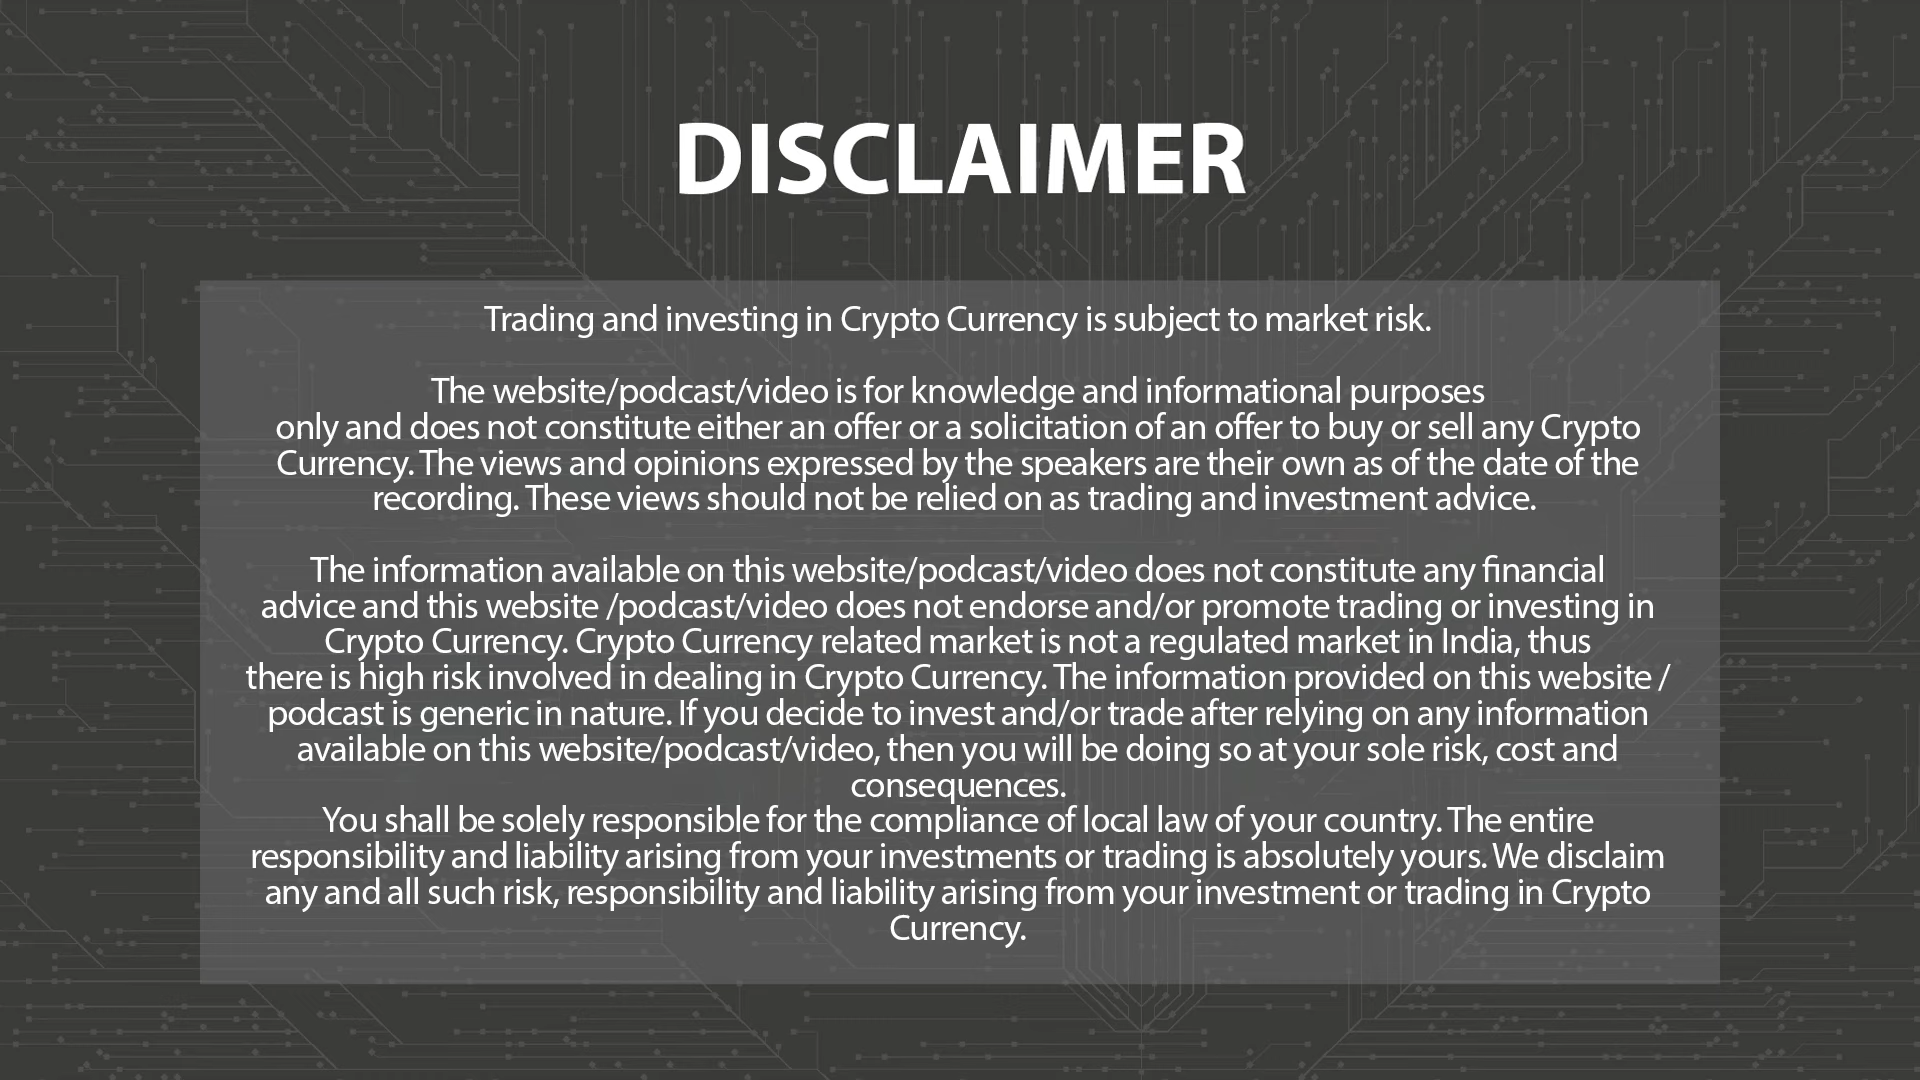 DISCLAIMER
Trading and investing in Crypto Currency is subject to market risk.
The website/podcast/video is for knowledge and informational purposes
only and does not constitute either an offer or a solicitation of an offer to buy or sell any Crypto
Currency. The views and opinions expressed by the speakers are their own as of the date of the
recording. These views should not be relied on as trading and investment advice.
The information available on this website/podcast/video does not constitute any financial
advice and this website /podcast/video does not endorse and/or promote trading or investing in
Crypto Currency. Crypto Currency related market is not a regulated market in India, thus
there is high risk involved in dealing in Crypto Currency. The information provided on this website /
podcast is generic in nature. If you decide to invest and/or trade after relying on any information
available on this website/podcast/video, then you will be doing so at your sole risk, cost and
consequences.
You shall be solely responsible for the compliance of local law of your country. The entire
responsibility and liability arising from your investments or trading is absolutely yours. We disclaim
any and all such risk, responsibility and liability arising from your investment or trading in Crypto
Currency.